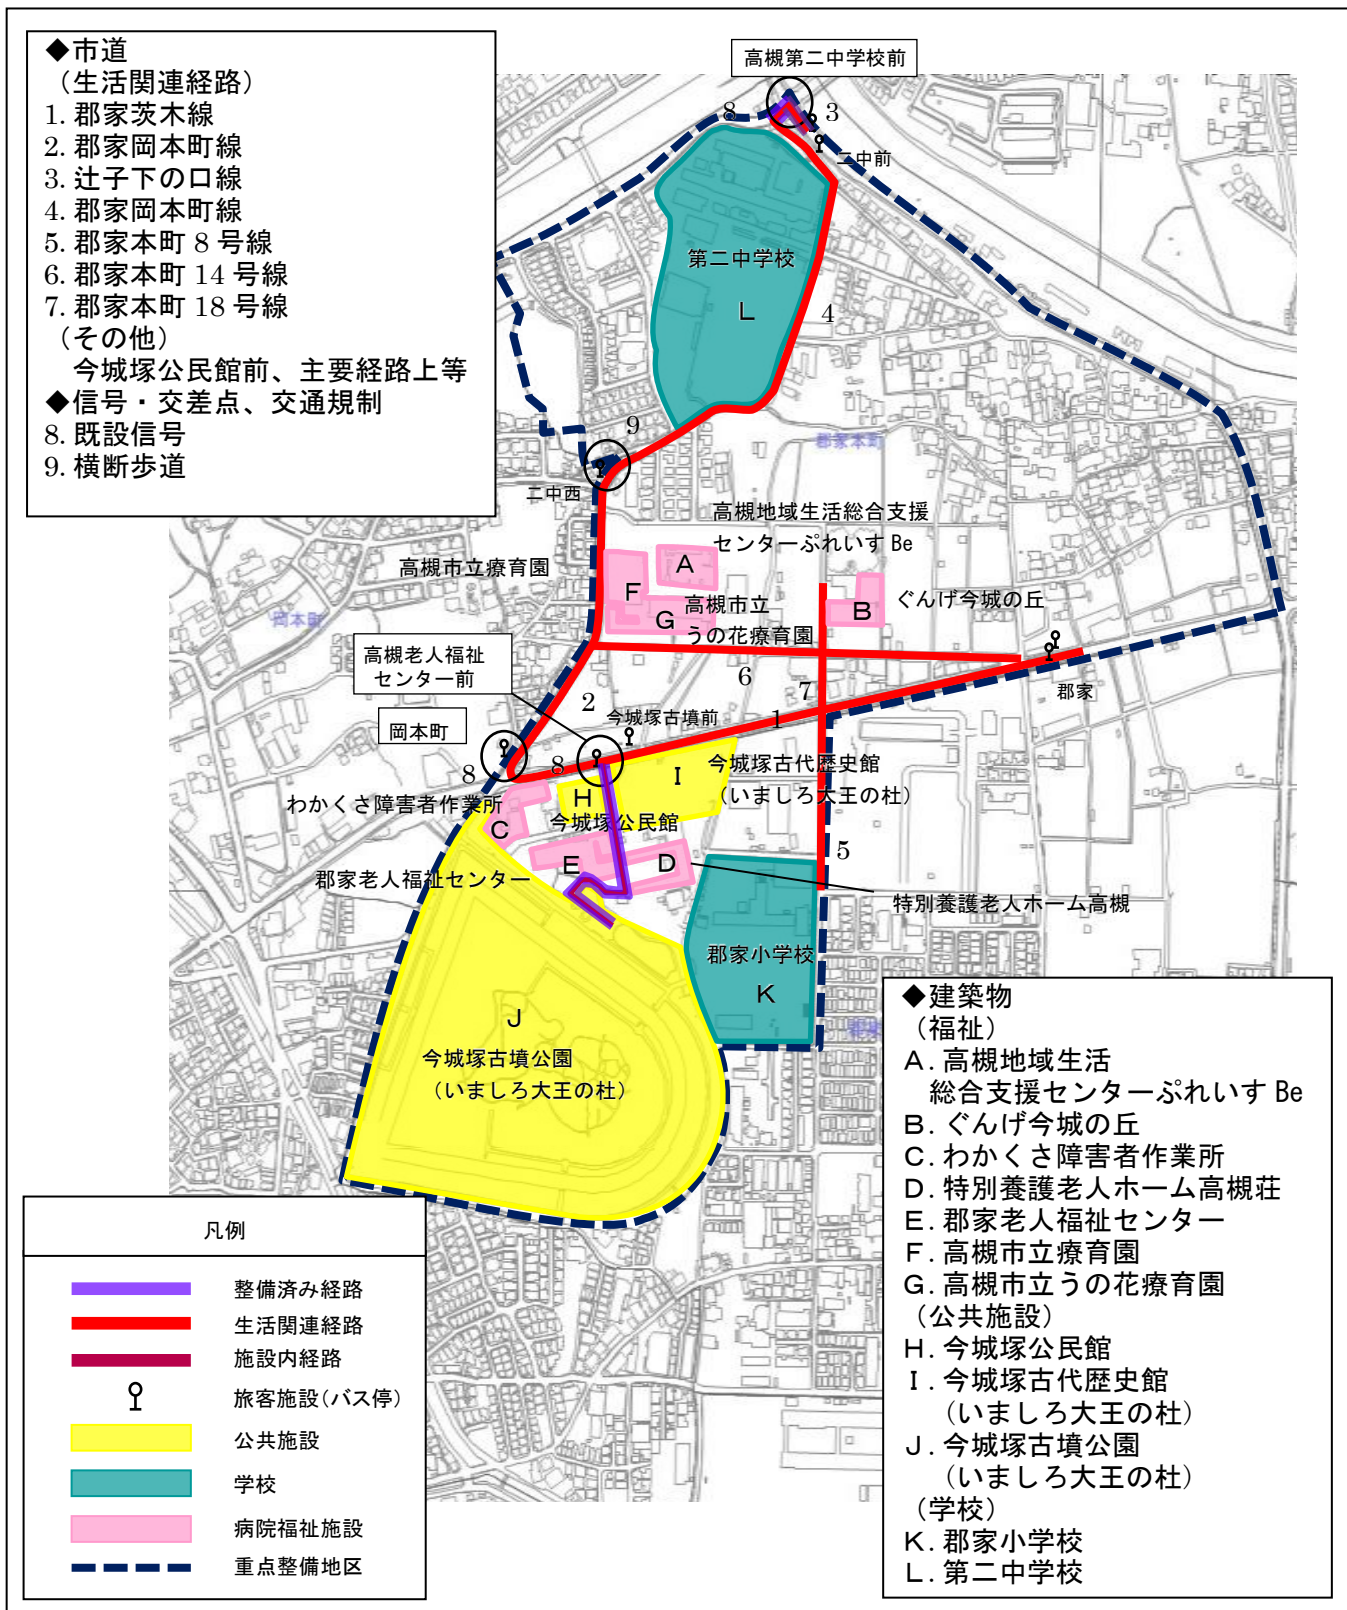 ◆市道
（生活関連経路）
1. 郡家茨木線
2. 郡家岡本町線
3. 辻子下の口線
4. 郡家岡本町線
5. 郡家本町 8 号線
6. 郡家本町 14 号線
7. 郡家本町 18 号線
（その他）
今城塚公民館前、主要経路上等
◆信号・交差点、交通規制
8. 既設信号
9. 横断歩道
高槻第二中学校前
8
3
二中前
第二中学校
L
4
9
郡家本町
二中西
高槻地域生活総合支援
センターぷれいす Be
高槻市立療育園
A
F
G
高槻市立
うの花療育園
B
ぐんげ今城の丘
岡本町
高槻老人福祉
センター前
6
7
郡家
2
今城塚古墳前
1
岡本町
8
8
I
今城塚古代歴史館
（いましろ大王の杜）
わかくさ障害者作業所
H
今城塚公民館
C
E
D
5
郡家老人福祉センター
特別養護老人ホーム高槻
郡家小学校
K
J
今城塚古墳公園
（いましろ大王の杜）
◆建築物
（福祉）
A. 高槻地域生活
総合支援センターぷれいす Be
B. ぐんげ今城の丘
C. わかくさ障害者作業所
D. 特別養護老人ホーム高槻荘
E. 郡家老人福祉センター
F. 高槻市立療育園
G. 高槻市立うの花療育園
（公共施設）
H. 今城塚公民館
I. 今城塚古代歴史館
（いましろ大王の杜）
J. 今城塚古墳公園
（いましろ大王の杜）
（学校）
K. 郡家小学校
L. 第二中学校
凡例
整備済み経路
生活関連経路
施設内経路
旅客施設（バス停）
公共施設
学校
病院福祉施設
重点整備地区